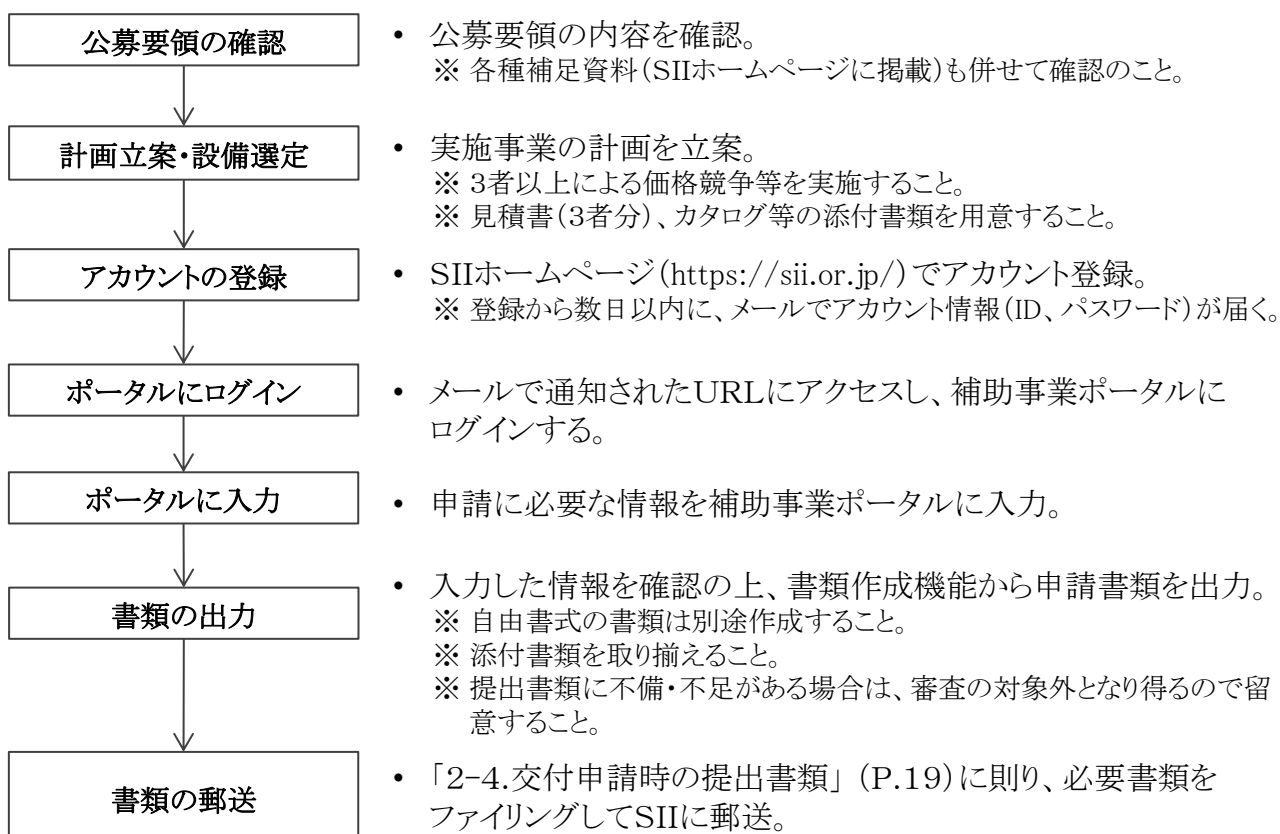 公募要領の確認
• 公募要領の内容を確認。
※ 各種補足資料（SIIホームページに掲載）も併せて確認のこと。
計画立案・設備選定
• 実施事業の計画を立案。
※ 3者以上による価格競争等を実施すること。
※ 見積書（3者分）、カタログ等の添付書類を用意すること。
アカウントの登録
• SIIホームページ（https://sii.or.jp/）でアカウント登録。
※ 登録から数日以内に、メールでアカウント情報（ID、パスワード）が届く。
ポータルにログイン
• メールで通知されたURLにアクセスし、補助事業ポータルに
ログインする。
ポータルに入力
• 申請に必要な情報を補助事業ポータルに入力。
書類の出力
• 入力した情報を確認の上、書類作成機能から申請書類を出力。
※ 自由書式の書類は別途作成すること。
※ 添付書類を取り揃えること。
※ 提出書類に不備・不足がある場合は、審査の対象外となり得るので留
意すること。
書類の郵送
• 「2-4.交付申請時の提出書類」（P.19）に則り、必要書類を
ファイリングしてSIIに郵送。